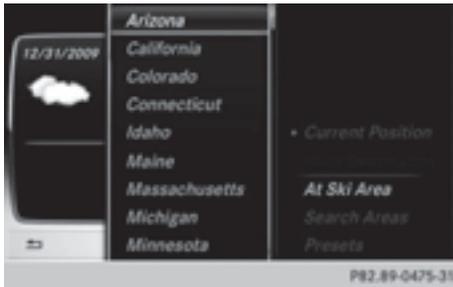 12/31/2009
Arizona
California
Colorado
Connecticut
Idaho
Maine
Massachusetts
Michigan
Minnesota
• Current Position
At Ski Area
Search Areas
Presets
P82.89-0475-31